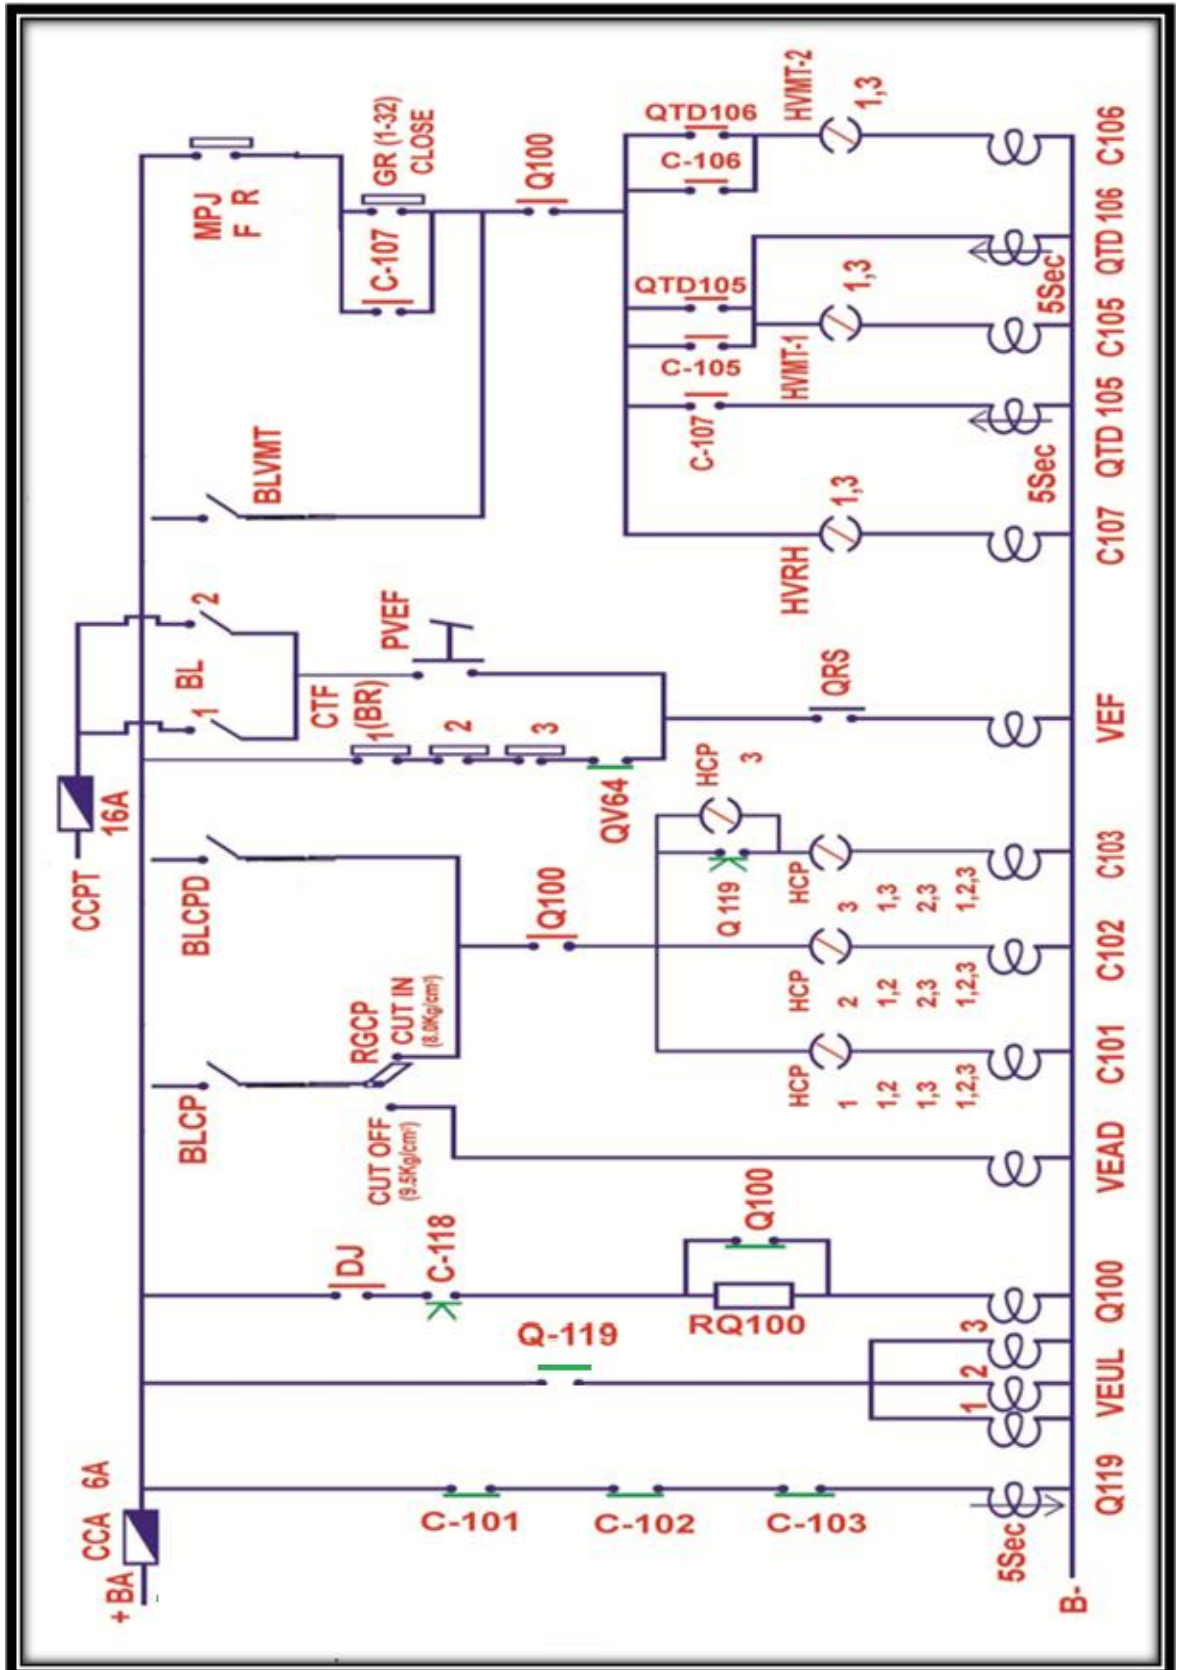 MPJ
F R
GR (1-32)
CLOSE
C-107
Q100
QTD106
C-106
HVMT-2
1,3
C106
QTD 106
5Sec
QTD105
C-105
HVMT-1
1,3
C105
C-107
QTD 105
5Sec
BLVMT
HVRH
1,3
C107
CCPT
16A
BL
1
2
CTF
1(BR)
2
3
PVEF
QV64
QRS
VEF
BLCPD
BLCP
RGCP
CUT IN
(8.0Kg/cm²)
CUT OFF
(9.5Kg/cm²)
Q100
Q 119
HCP
3
HCP
3
1,3
2,3
1,2,3
C103
HCP
2
1,2
2,3
1,2,3
C102
HCP
1
1,2
1,3
1,2,3
C101
VEAD
DJ
C-118
Q100
RQ100
Q100
Q-119
1
2
3
VEUL
CCA 6A
+ BA
C-101
C-102
C-103
5Sec
Q119
B-